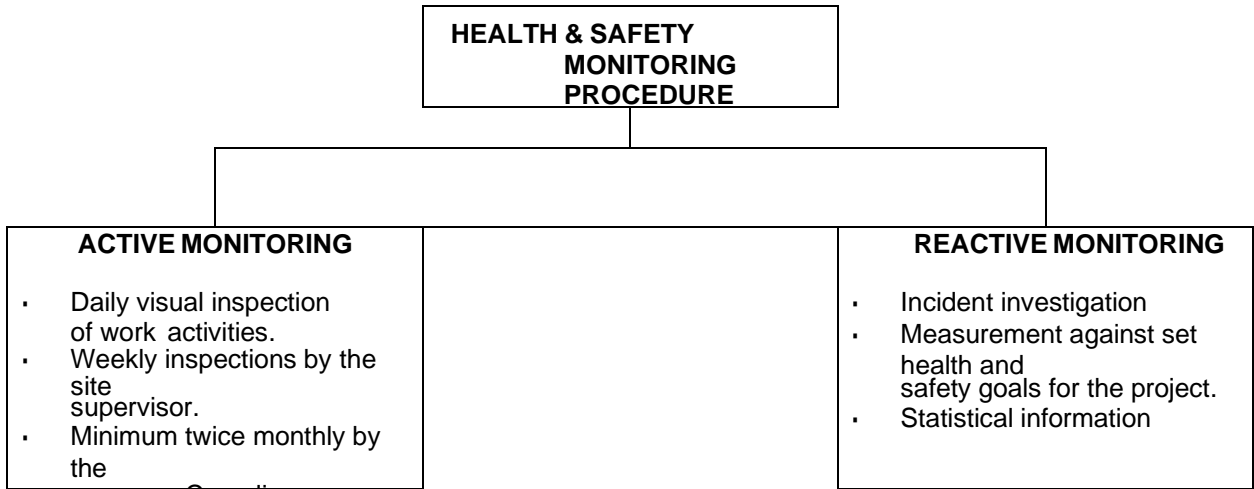 HEALTH & SAFETY
MONITORING
PROCEDURE
ACTIVE MONITORING
· Daily visual inspection
of work activities.
· Weekly inspections by the
site
supervisor.
· Minimum twice monthly by
the
REACTIVE MONITORING
· Incident investigation
· Measurement against set
health and
safety goals for the project.
· Statistical information